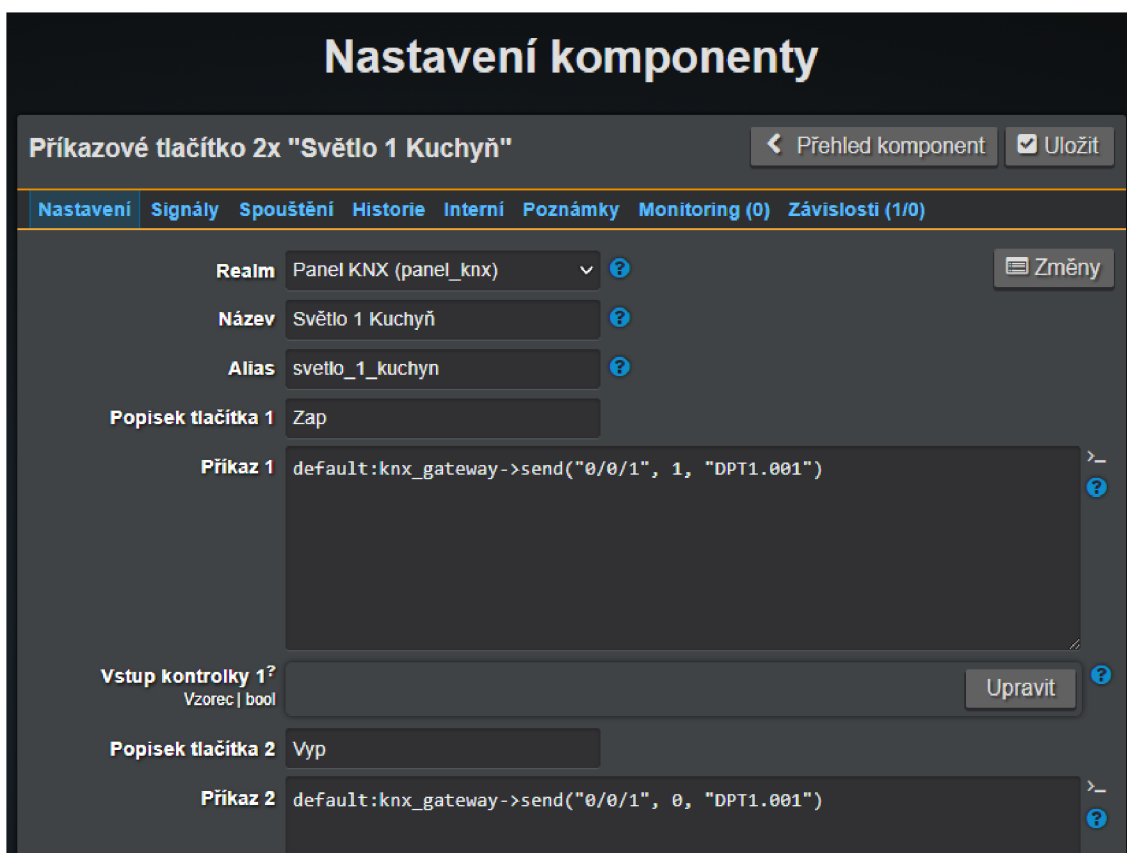 Nastavení komponenty
Příkazové tlačítko 2x "Světlo 1 Kuchyň"
Přehled komponent
Uložit
Nastavení Signály Spouštění Historie Interní Poznámky Monitoring (0) Závislosti (1/0)
Realm Panel KNX (panel_knx)
Změny
Název Světlo 1 Kuchyň
Alias svetlo_1_kuchyn
Popisek tlačítka 1 Zap
Příkaz 1 default:knx_gateway->send("0/0/1", 1, "DPT1.001")
Vstup kontrolky 1?
Vzorec | bool
Upravit
Popisek tlačítka 2 Vyp
Příkaz 2 default:knx_gateway->send("0/0/1", 0, "DPT1.001")